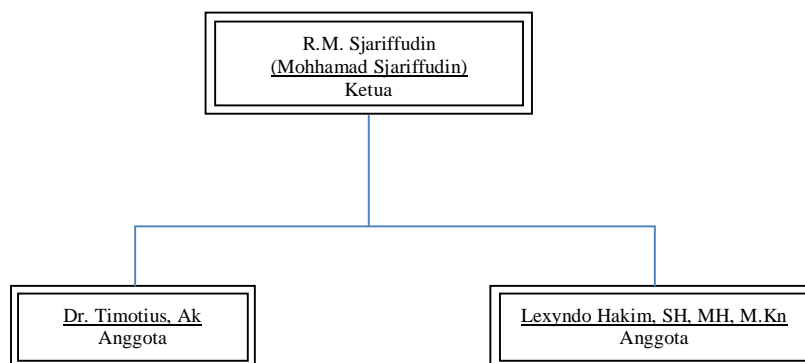 R.M. Sjariffudin
(Mohhamad Sjariffudin)
Ketua
Dr. Timotius, Ak
Anggota
Lexyndo Hakim, SH, MH, M.Kn
Anggota